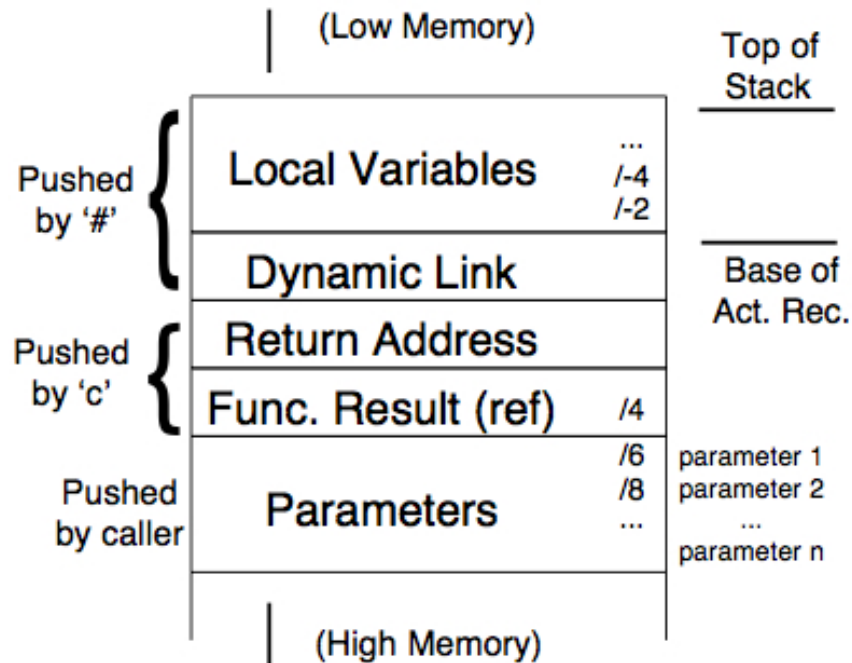 (Low Memory)
Top of
Stack
Pushed
by ‘#’
Local Variables
...
/-4
/-2
Dynamic Link
Base of
Act. Rec.
Pushed
by ‘c’
Return Address
Func. Result (ref)
/4
Pushed
by caller
Parameters
/6
/8
...
parameter 1
parameter 2
...
parameter n
(High Memory)